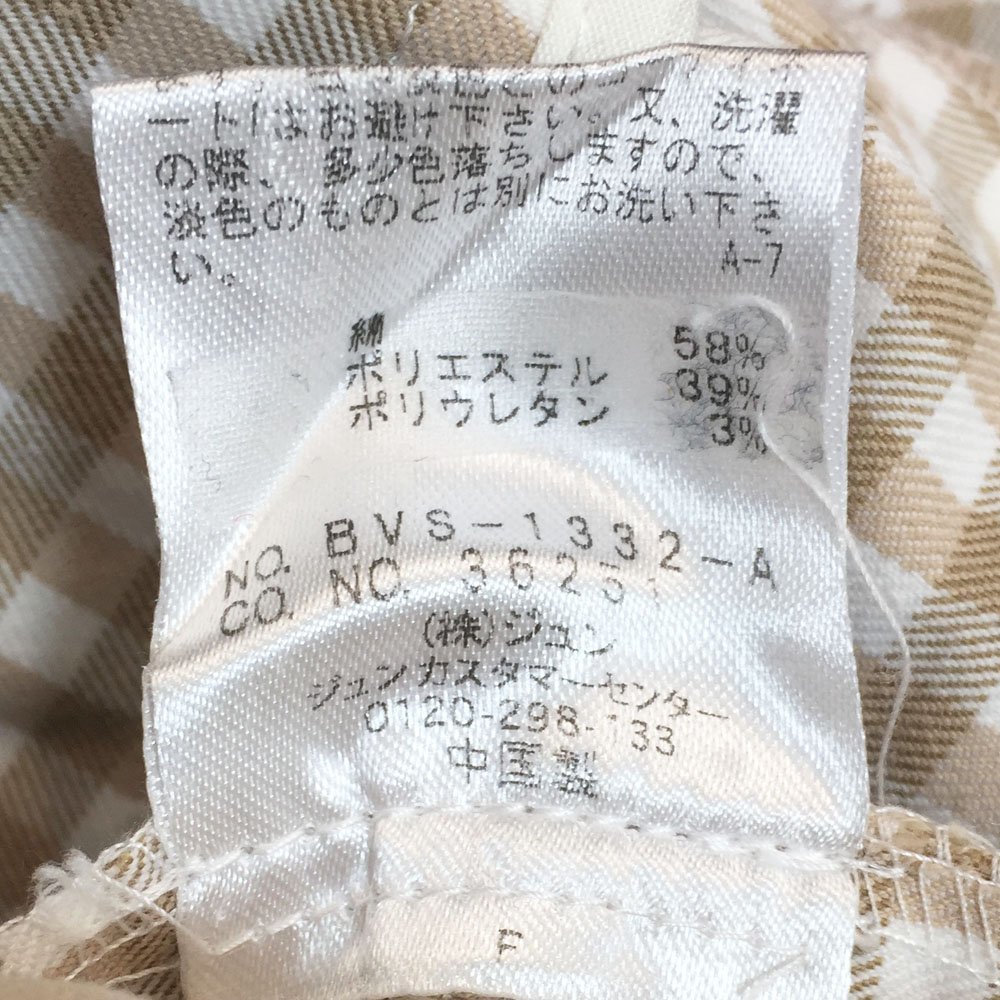 ートはお避け下さい。又、洗濯
の際、多少色落ちしますので、
淡色のものとは別にお洗い下さ
い。
A-7
綿 58%
ポリエステル 39%
ポリウレタン 3%
NO. BVS-1332-A
CO. NO. 36251
(株)ジュン
ジュンカスタマーセンター
0120-298-133
中国製
F